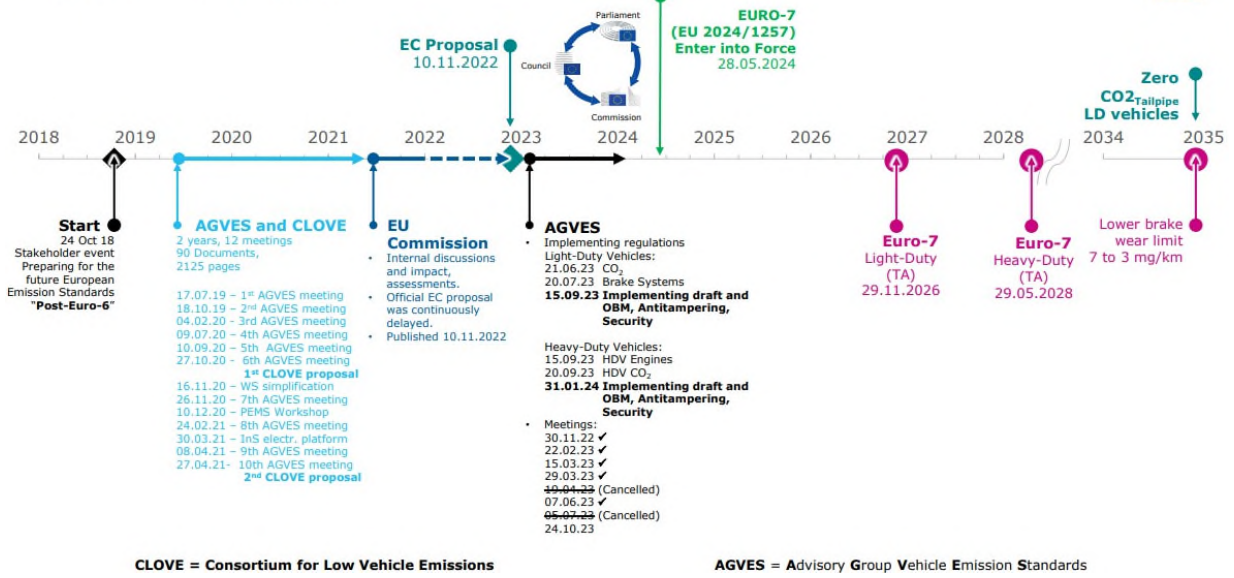 Parliament
Council
Commission
EC Proposal
10.11.2022
EURO-7
(EU 2024/1257)
Enter into Force
28.05.2024
Zero
CO2Tailpipe
LD vehicles
2018 2019 2020 2021 2022 2023 2024 2025 2026 2027 2028 2034 2035
Start
24 Oct 18
Stakeholder event
Preparing for the
future European
Emission Standards
"Post-Euro-6"
AGVES and CLOVE
2 years, 12 meetings
90 Documents,
2125 pages
17.07.19 – 1st AGVES meeting
18.10.19 – 2nd AGVES meeting
04.02.20 - 3rd AGVES meeting
09.07.20 – 4th AGVES meeting
10.09.20 – 5th AGVES meeting
27.10.20 - 6th AGVES meeting
1st CLOVE proposal
16.11.20 – WS simplification
26.11.20 – 7th AGVES meeting
10.12.20 – PEMS Workshop
24.02.21 – 8th AGVES meeting
30.03.21 – InS electr. platform
08.04.21 – 9th AGVES meeting
27.04.21- 10th AGVES meeting
2nd CLOVE proposal
EU
Commission
• Internal discussions
and impact,
assessments.
• Official EC proposal
was continuously
delayed.
• Published 10.11.2022
AGVES
• Implementing regulations
Light-Duty Vehicles:
21.06.23 CO2
20.07.23 Brake Systems
15.09.23 Implementing draft and
OBM, Antitampering,
Security
Heavy-Duty Vehicles:
15.09.23 HDV Engines
20.09.23 HDV CO2
31.01.24 Implementing draft and
OBM, Antitampering,
Security
• Meetings:
30.11.22 ✔
22.02.23 ✔
15.03.23 ✔
29.03.23 ✔
19.04.23 (Cancelled)
07.06.23 ✔
05.07.23 (Cancelled)
24.10.23
Euro-7
Light-Duty
(TA)
29.11.2026
Euro-7
Heavy-Duty
(TA)
29.05.2028
Lower brake
wear limit
7 to 3 mg/km
CLOVE = Consortium for Low Vehicle Emissions
AGVES = Advisory Group Vehicle Emission Standards